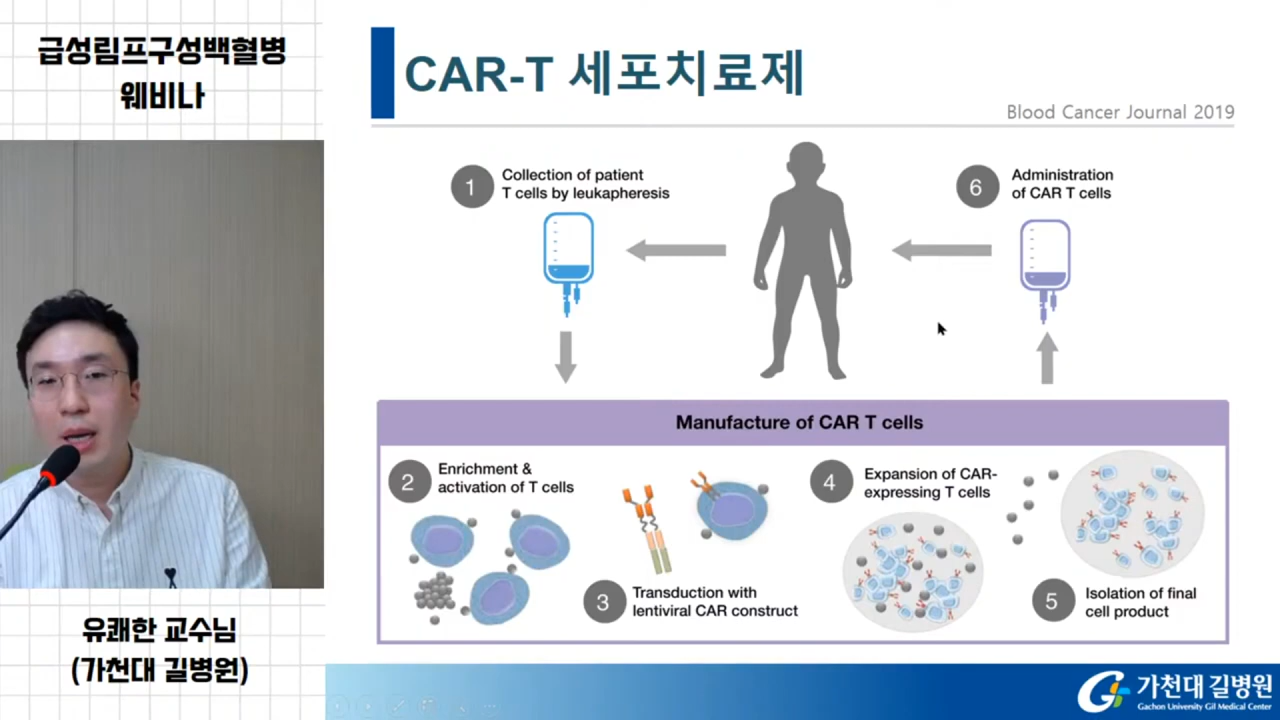 급성림프구성백혈병
웨비나
CAR-T 세포치료제
Blood Cancer Journal 2019
1
Collection of patient
T cells by leukapheresis
6
Administration
of CAR T cells
Manufacture of CAR T cells
2
Enrichment &
activation of T cells
3
Transduction with
lentiviral CAR construct
4
Expansion of CAR-
expressing T cells
5
Isolation of final
cell product
유쾌한 교수님
(가천대 길병원)
가천대 길병원
Gachon University Gil Medical Center